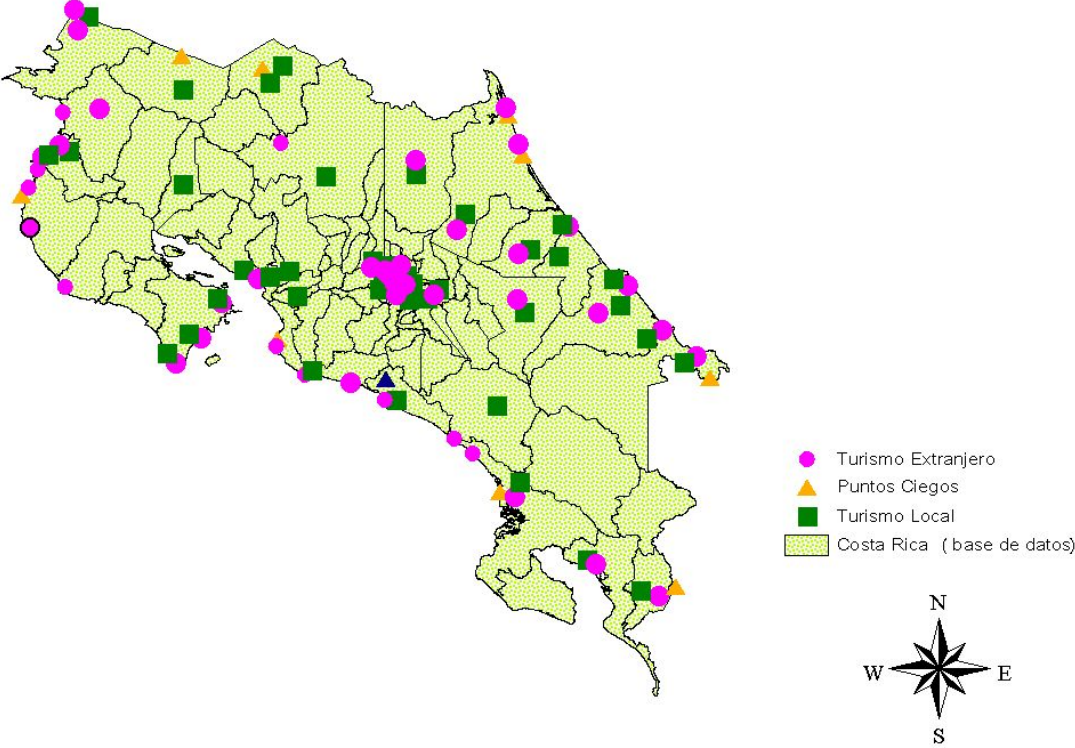 Turismo Extranjero
Puntos Ciegos
Turismo Local
Costa Rica ( base de datos)
N
W E
S